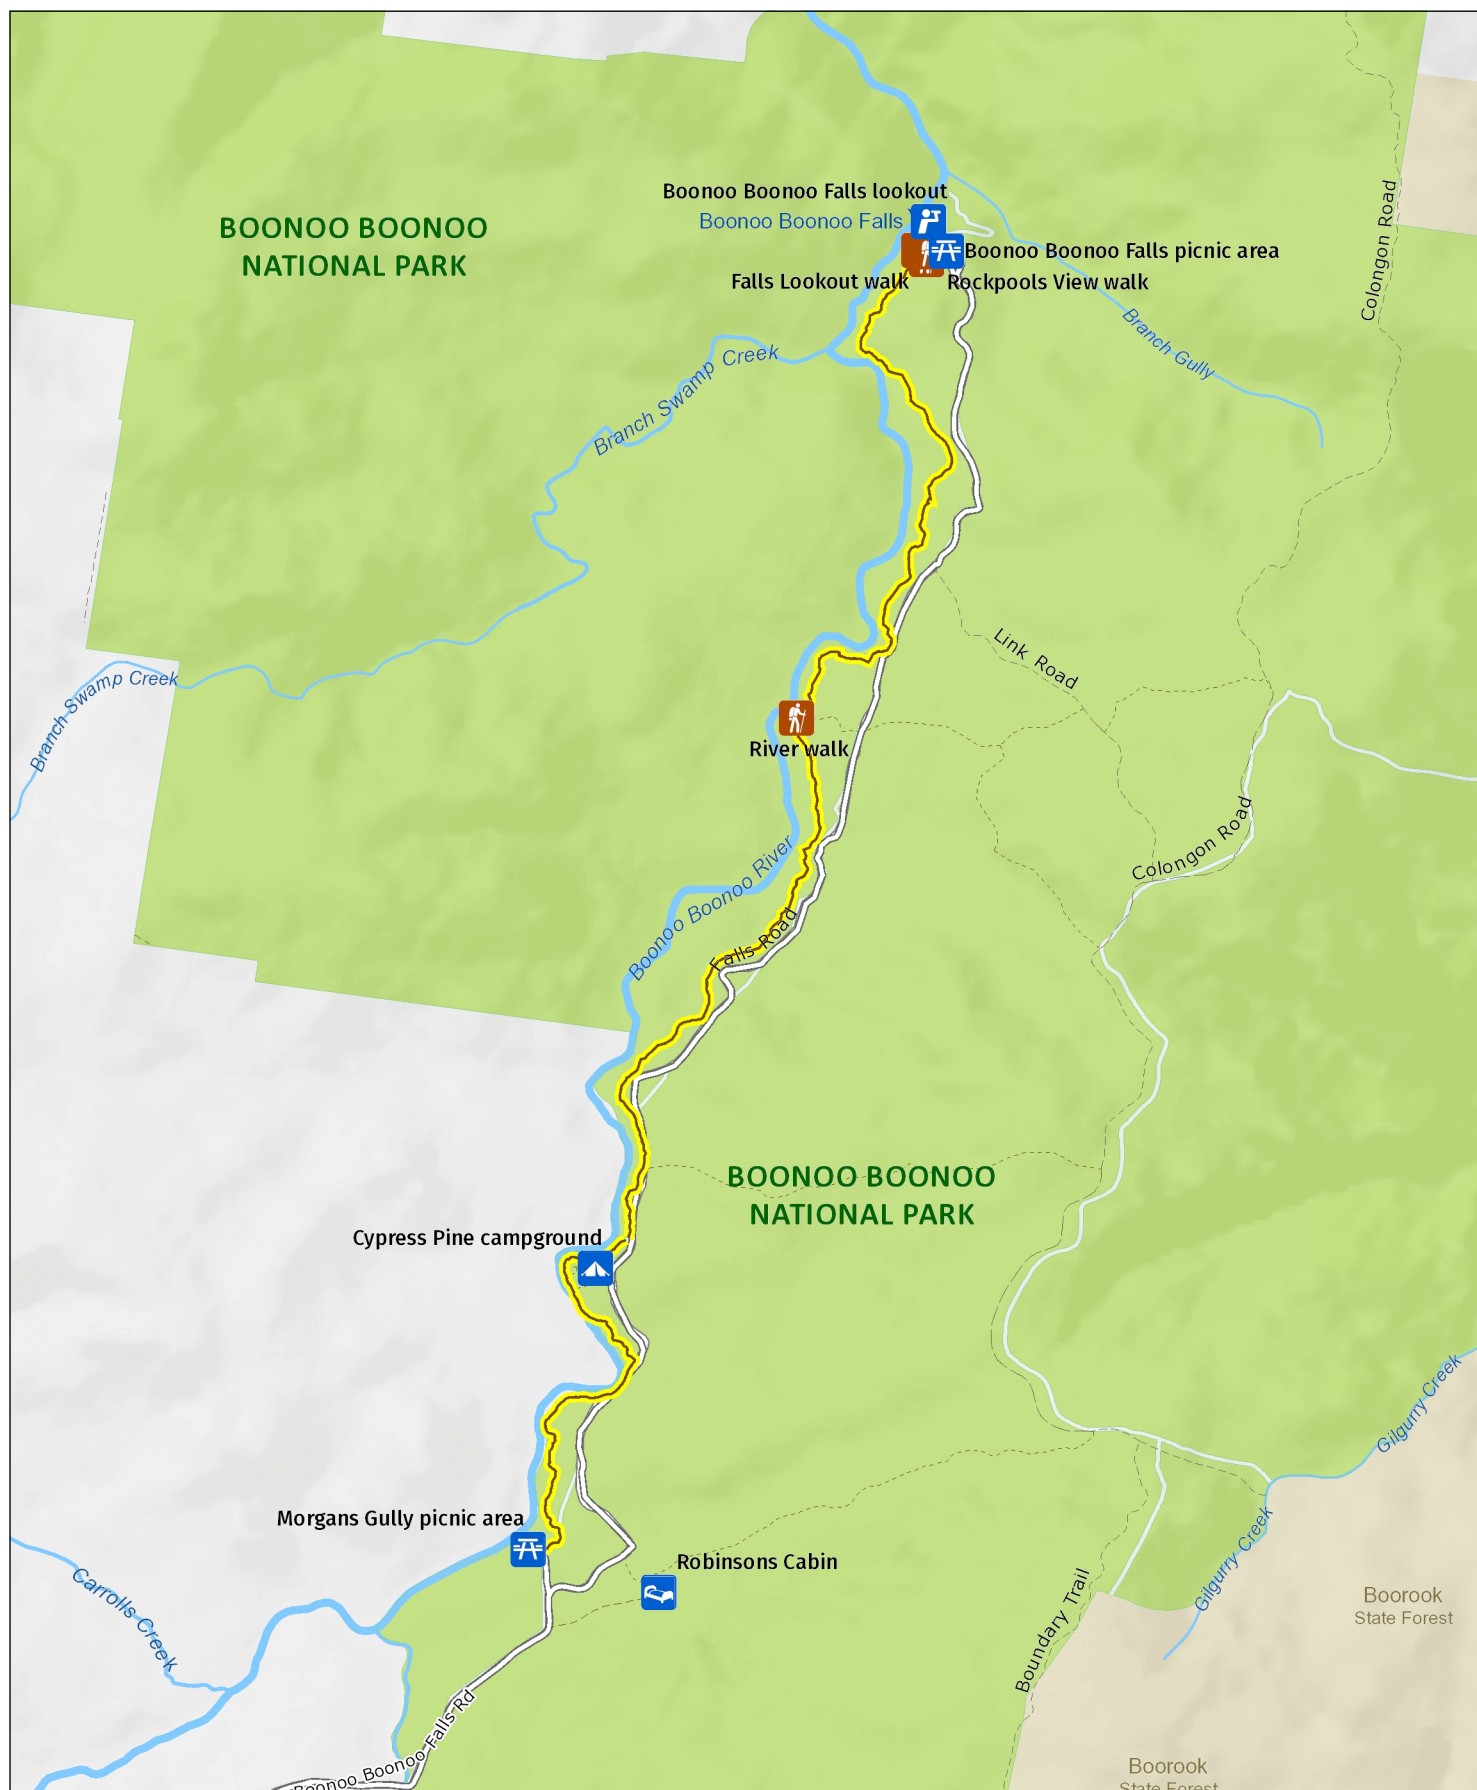 Boonoo Boonoo Falls lookout
Boonoo Boonoo Falls
BOONOO BOONOO
NATIONAL PARK
Boonoo Boonoo Falls picnic area
Falls Lookout walk
Rockpools View walk
Colongon Road
Branch Gully
Branch Swamp Creek
Link Road
Branch Swamp Creek
River walk
Colongon Road
Boonoo Boonoo River
Falls Road
BOONOO BOONOO
NATIONAL PARK
Cypress Pine campground
Gilgurry Creek
Morgans Gully picnic area
Gilgurry Creek
Robinsons Cabin
Carrolls Creek
Boundary Trail
Boorook
State Forest
Boonoo Boonoo Falls Rd
Boorook
State Forest